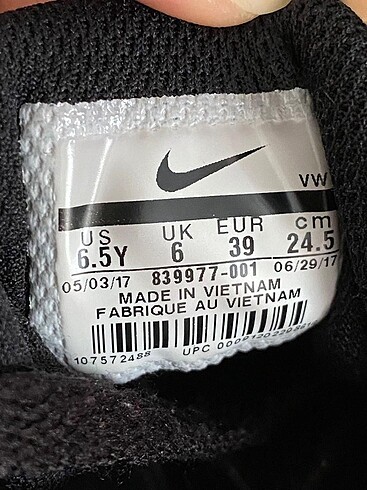 VW
US UK EUR cm
6.5Y 6 39 24.5
05/03/17 839977-001 06/29/17
MADE IN VIETNAM
FABRIQUE AU VIETNAM
107572488 UPC